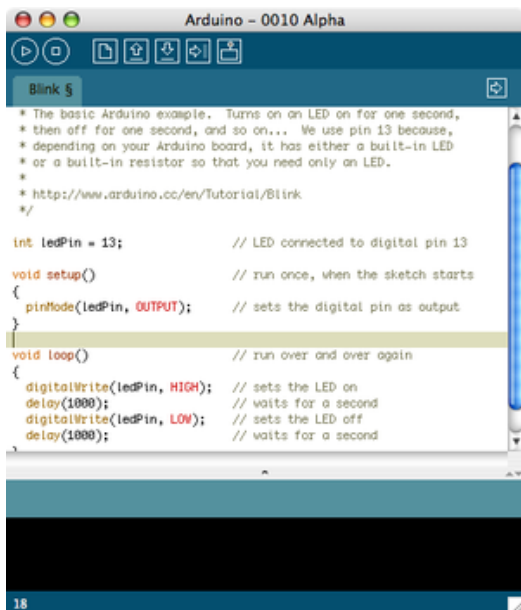 Arduino – 0010 Alpha
Blink §
* The basic Arduino example.  Turns on an LED on for one second,
* then off for one second, and so on...  We use pin 13 because,
* depending on your Arduino board, it has either a built-in LED
* or a built-in resistor so that you need only an LED.
*
* http://www.arduino.cc/en/Tutorial/Blink
*/
int ledPin = 13;                // LED connected to digital pin 13
void setup()                    // run once, when the sketch starts
{
  pinMode(ledPin, OUTPUT);      // sets the digital pin as output
}
void loop()                     // run over and over again
{
  digitalWrite(ledPin, HIGH);   // sets the LED on
  delay(1000);                  // waits for a second
  digitalWrite(ledPin, LOW);    // sets the LED off
  delay(1000);                  // waits for a second
}
18